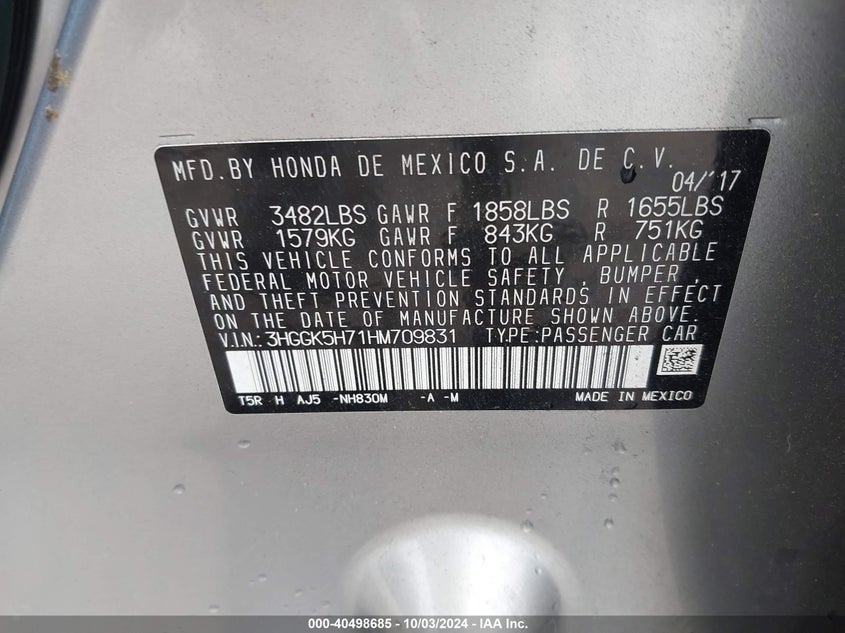 MFD.BY HONDA DE MEXICO S.A. DE C.V.
04/'17
GVWR 3482LBS GAWR F 1858LBS R 1655LBS
GVWR 1579KG GAWR F 843KG R 751KG
THIS VEHICLE CONFORMS TO ALL APPLICABLE
FEDERAL MOTOR VEHICLE SAFETY, BUMPER,
AND THEFT PREVENTION STANDARDS IN EFFECT
ON THE DATE OF MANUFACTURE SHOWN ABOVE.
V.I.N.:3HGGK5H71HM709831 TYPE:PASSENGER CAR
T5R H AJ5 -NH830M -A -M MADE IN MEXICO
000-40498685 - 10/03/2024 - IAA Inc.